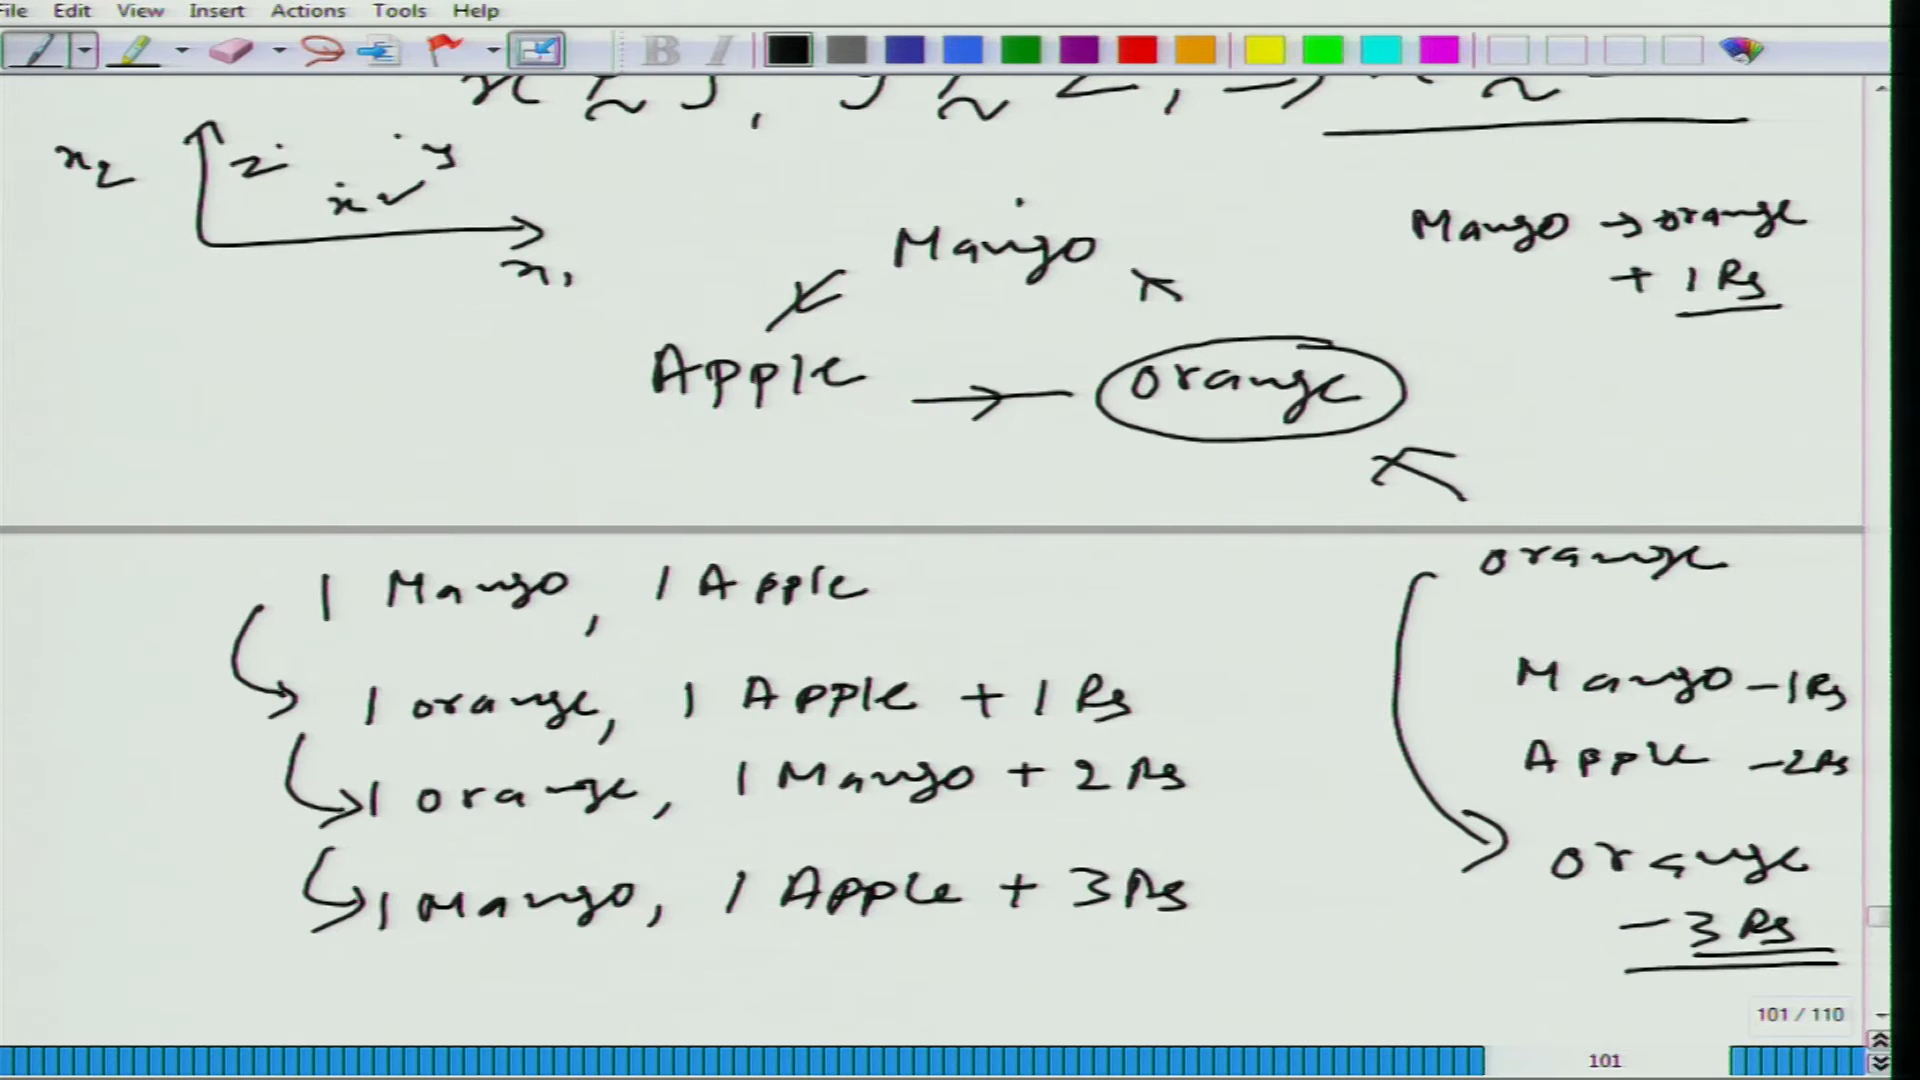 File Edit View Insert Actions Tools Help
B I
x ≿ y, y ≿ z, ⇒
x2
z
y
x ✓
x1
Mango
Mango → orange
+ 1 Rs
Apple → orange
1 Mango, 1 Apple
1 orange, 1 Apple + 1 Rs
1 orange, 1 Mango + 2 Rs
1 Mango, 1 Apple + 3 Rs
orange
Mango - 1 Rs
Apple - 2 Rs
orange
- 3 Rs
101 / 110
101